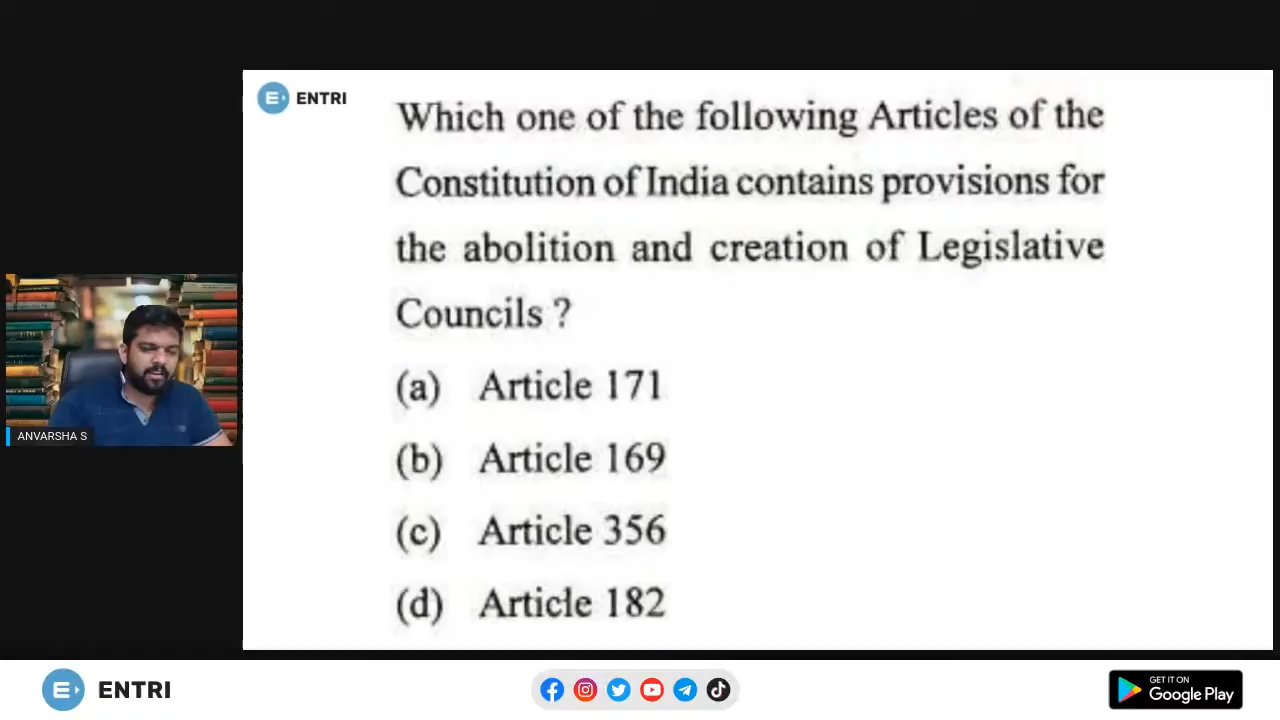 ENTRI
Which one of the following Articles of the
Constitution of India contains provisions for
the abolition and creation of Legislative
Councils ?
(a) Article 171
(b) Article 169
(c) Article 356
(d) Article 182
ANVARSHA S
ENTRI
GET IT ON
Google Play